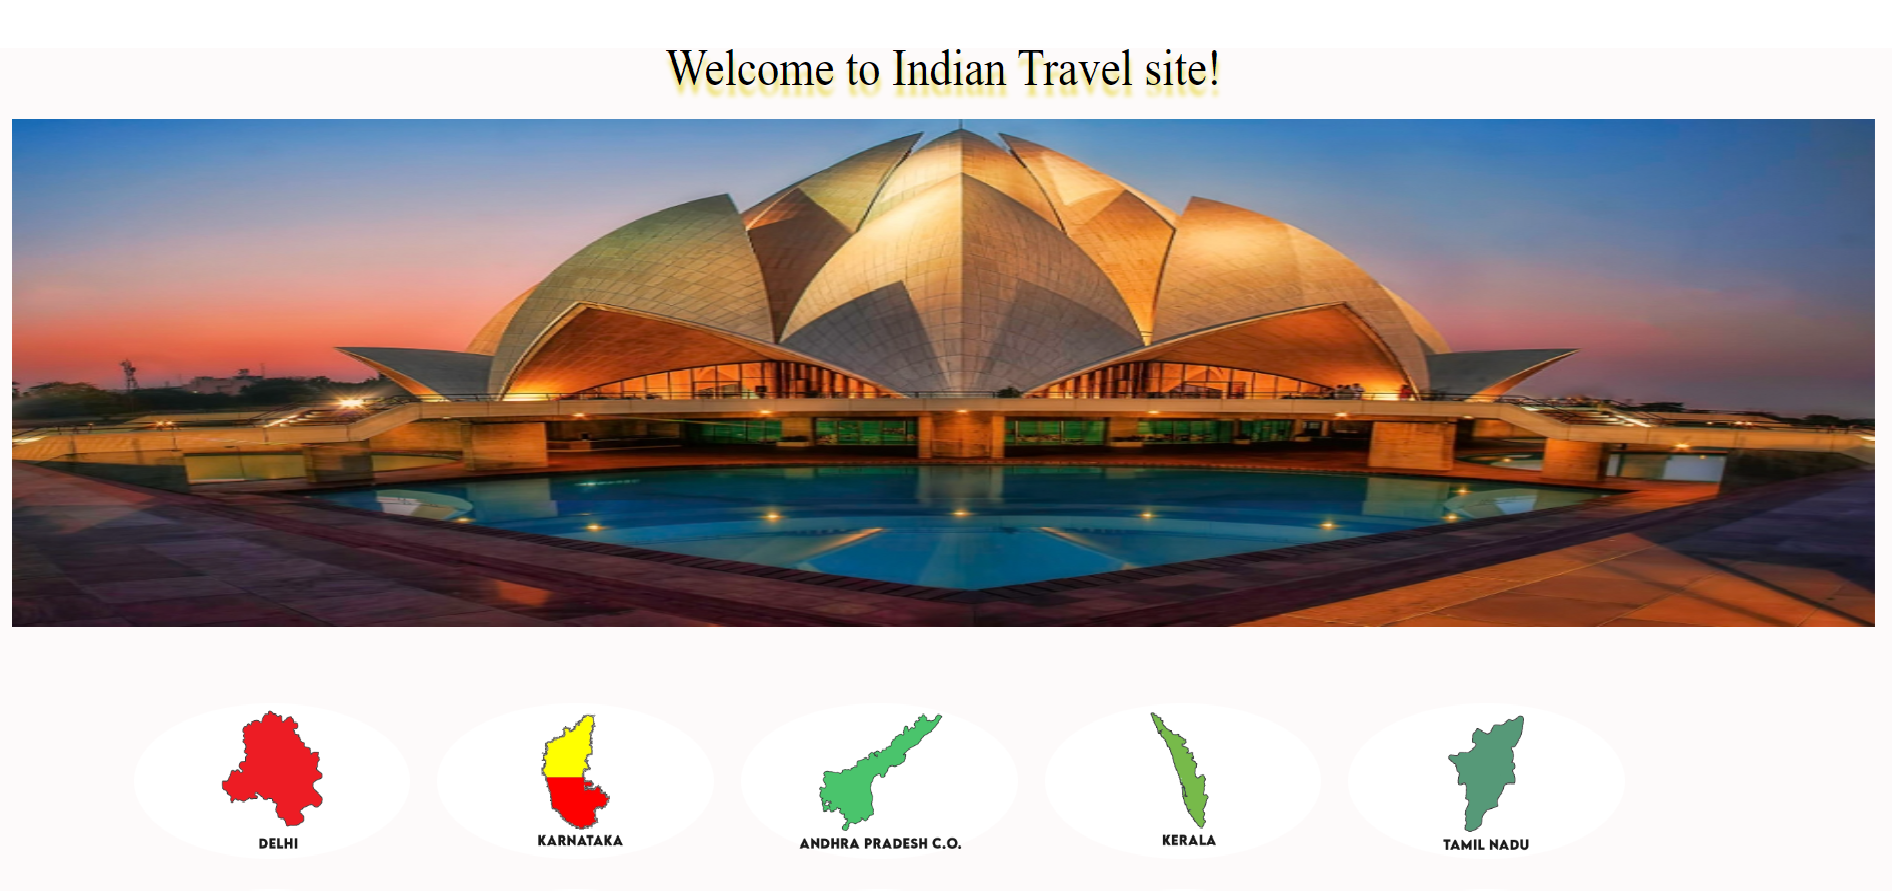 Welcome to Indian Travel site!
DELHI
KARNATAKA
ANDHRA PRADESH C.O.
KERALA
TAMIL NADU